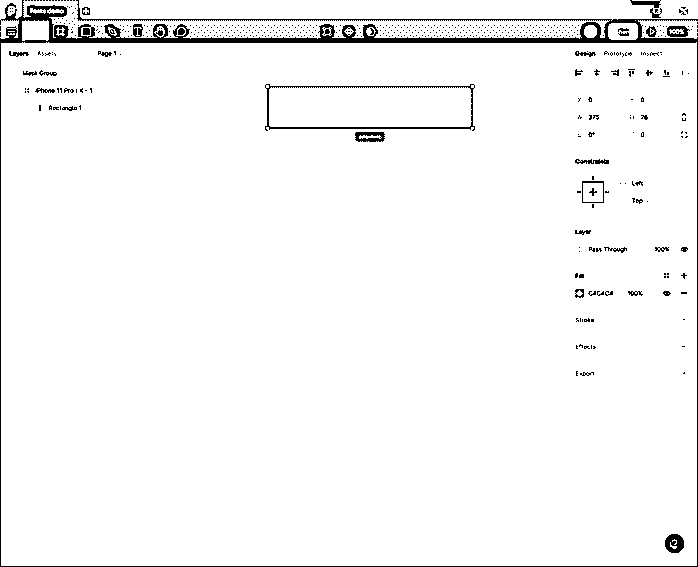 Figma demo
100%
Layers Assets Page 1
Design Prototype Inspect
Mask Group
iPhone 11 Pro / X - 1
Rectangle 1
X 0 0
375 76
0° 0
Constraints
Left
Top
Layer
Pass Through 100%
Fill
C4C4C4 100%
Stroke
Effects
Export